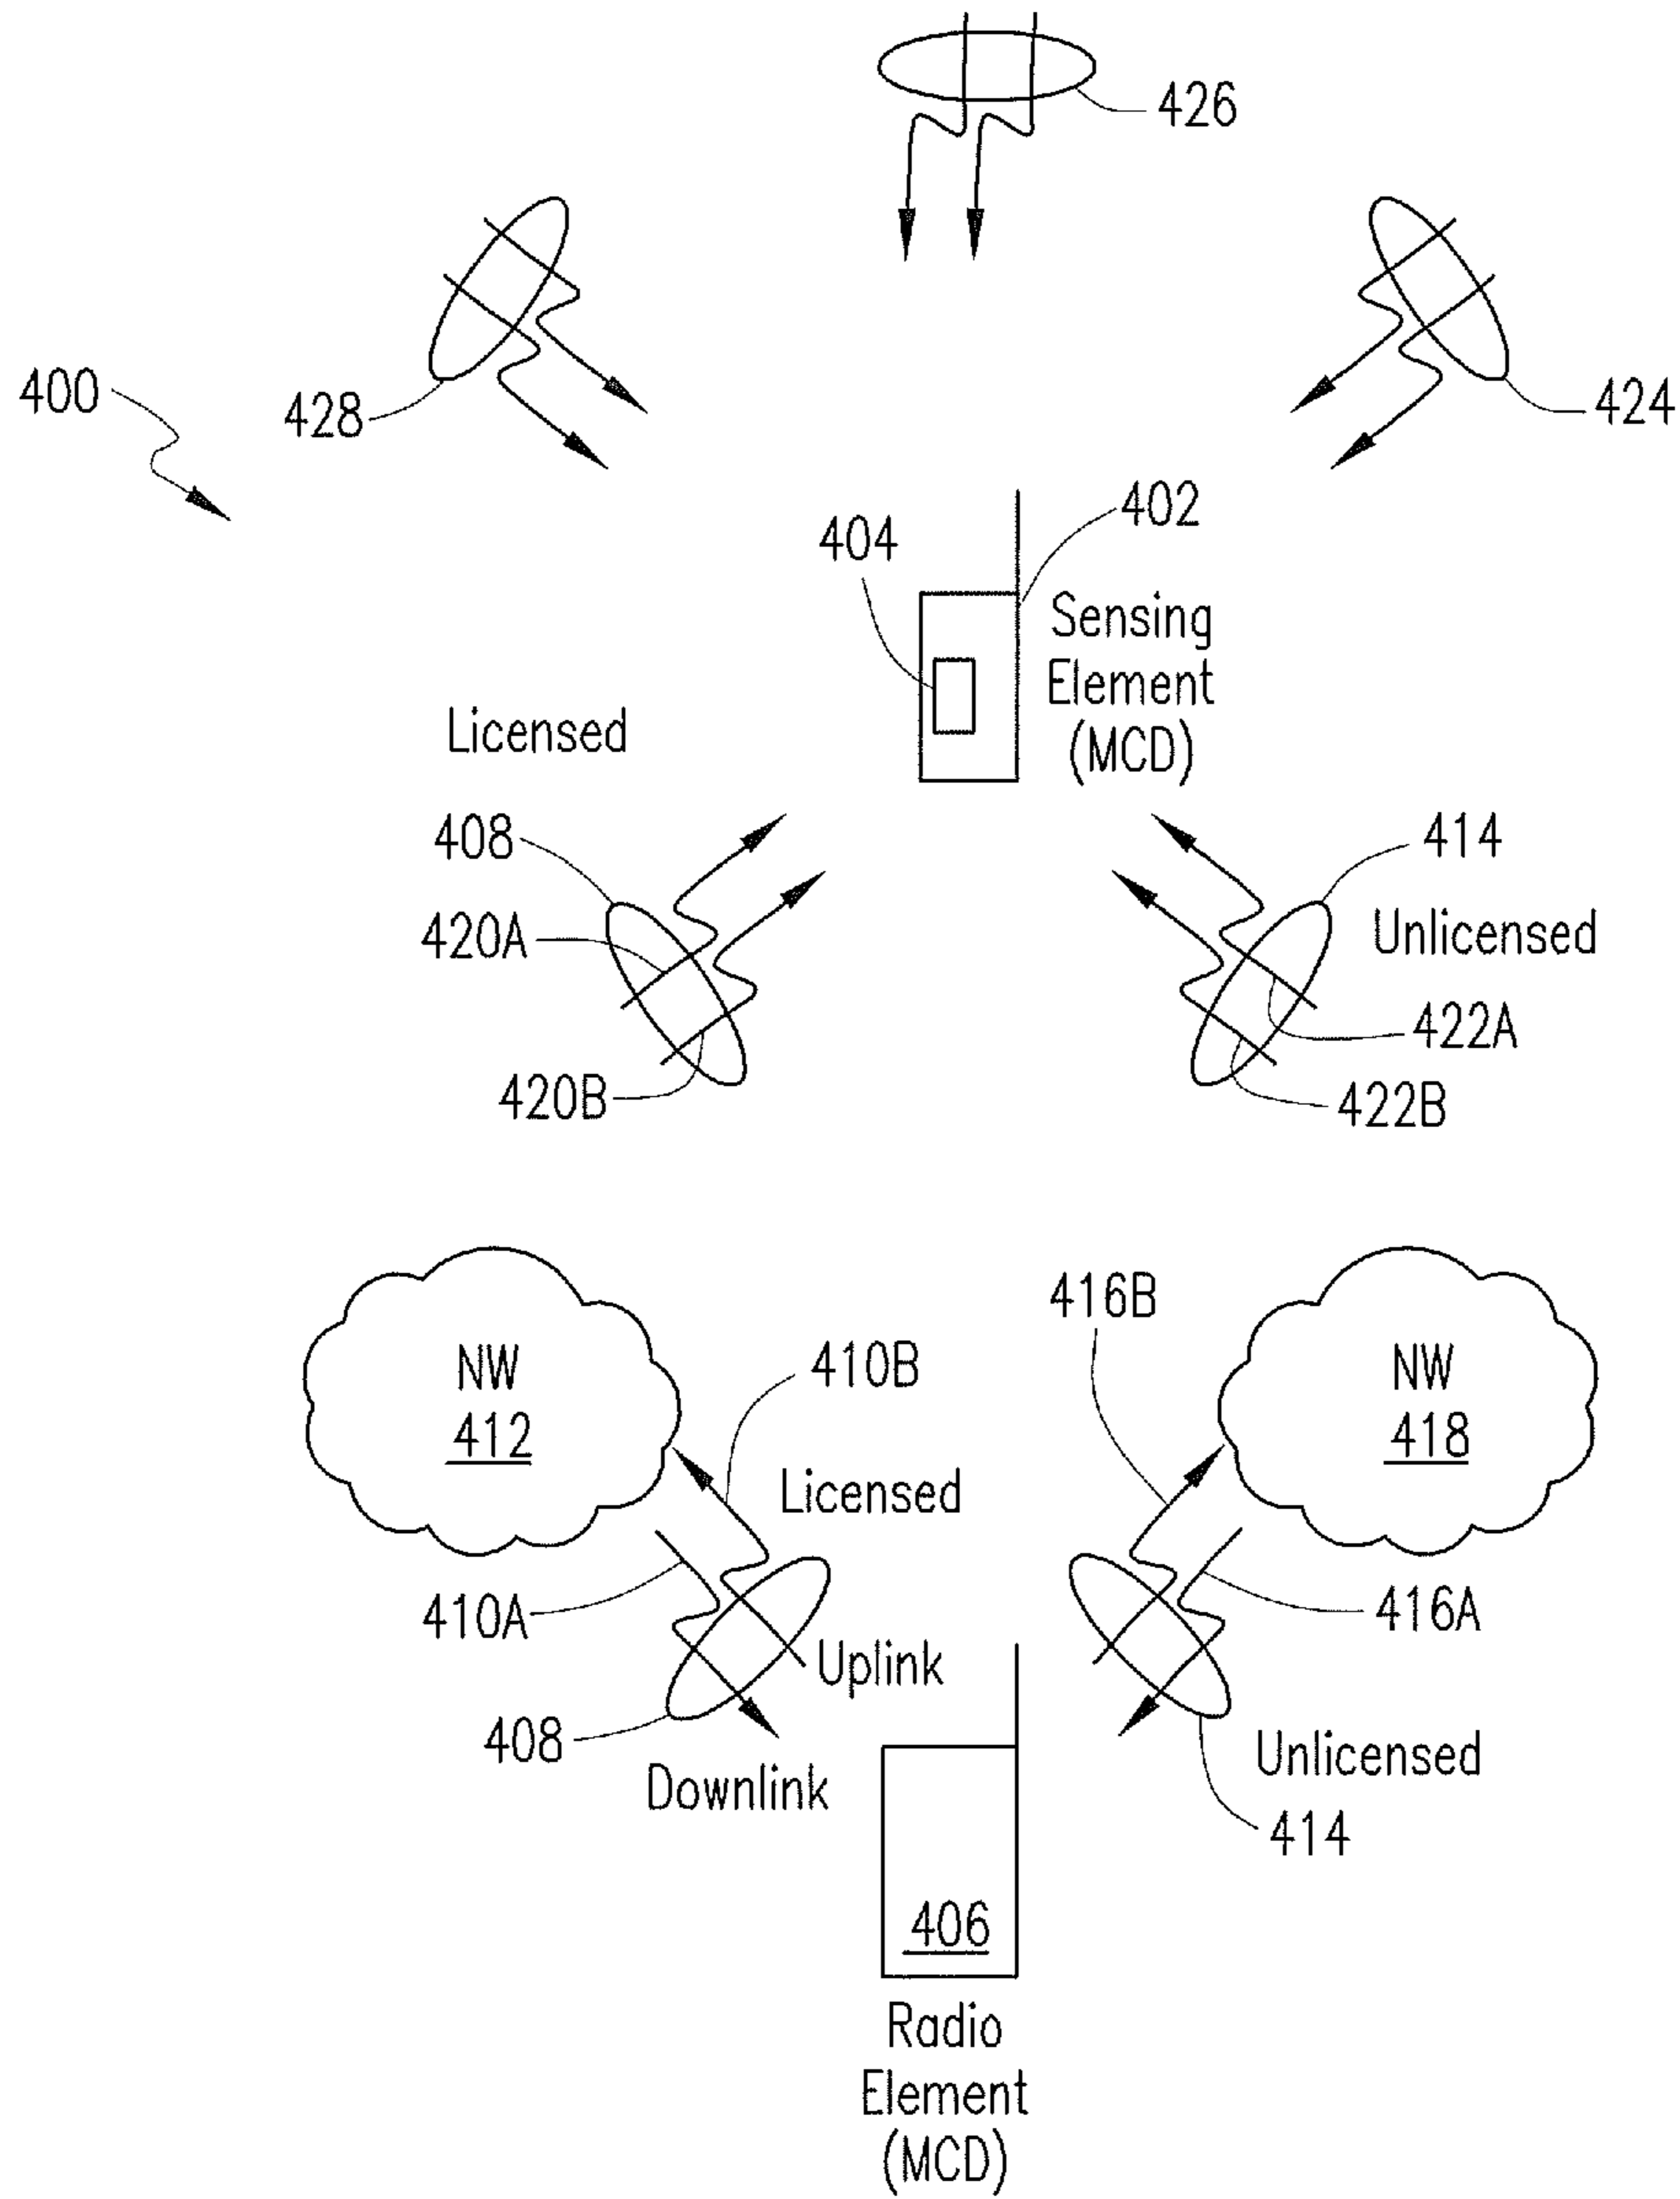 426
400
428
424
404
402
Sensing
Element
(MCD)
Licensed
408
414
420A
Unlicensed
422A
420B
422B
416B
NW
412
410B
NW
418
Licensed
410A
416A
Uplink
408
Unlicensed
Downlink
414
406
Radio
Element
(MCD)